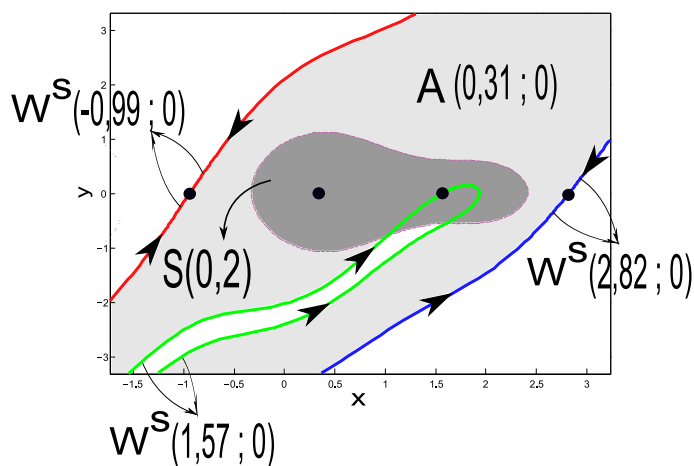 3
2
1
0
−1
−2
−3
y
−1.5
−1
−0.5
0
0.5
1
1.5
2
2.5
3
x
W^S(-0,99 ; 0)
A (0,31 ; 0)
S(0,2)
W^S(2,82 ; 0)
W^S(1,57 ; 0)